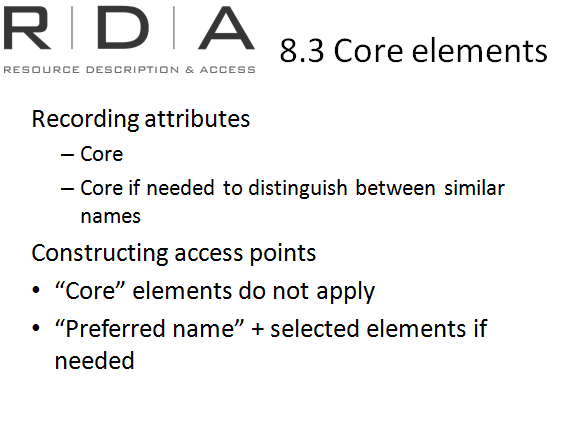 R | D | A
RESOURCE DESCRIPTION & ACCESS
8.3 Core elements
Recording attributes
– Core
– Core if needed to distinguish between similar
names
Constructing access points
• “Core” elements do not apply
• “Preferred name” + selected elements if
needed